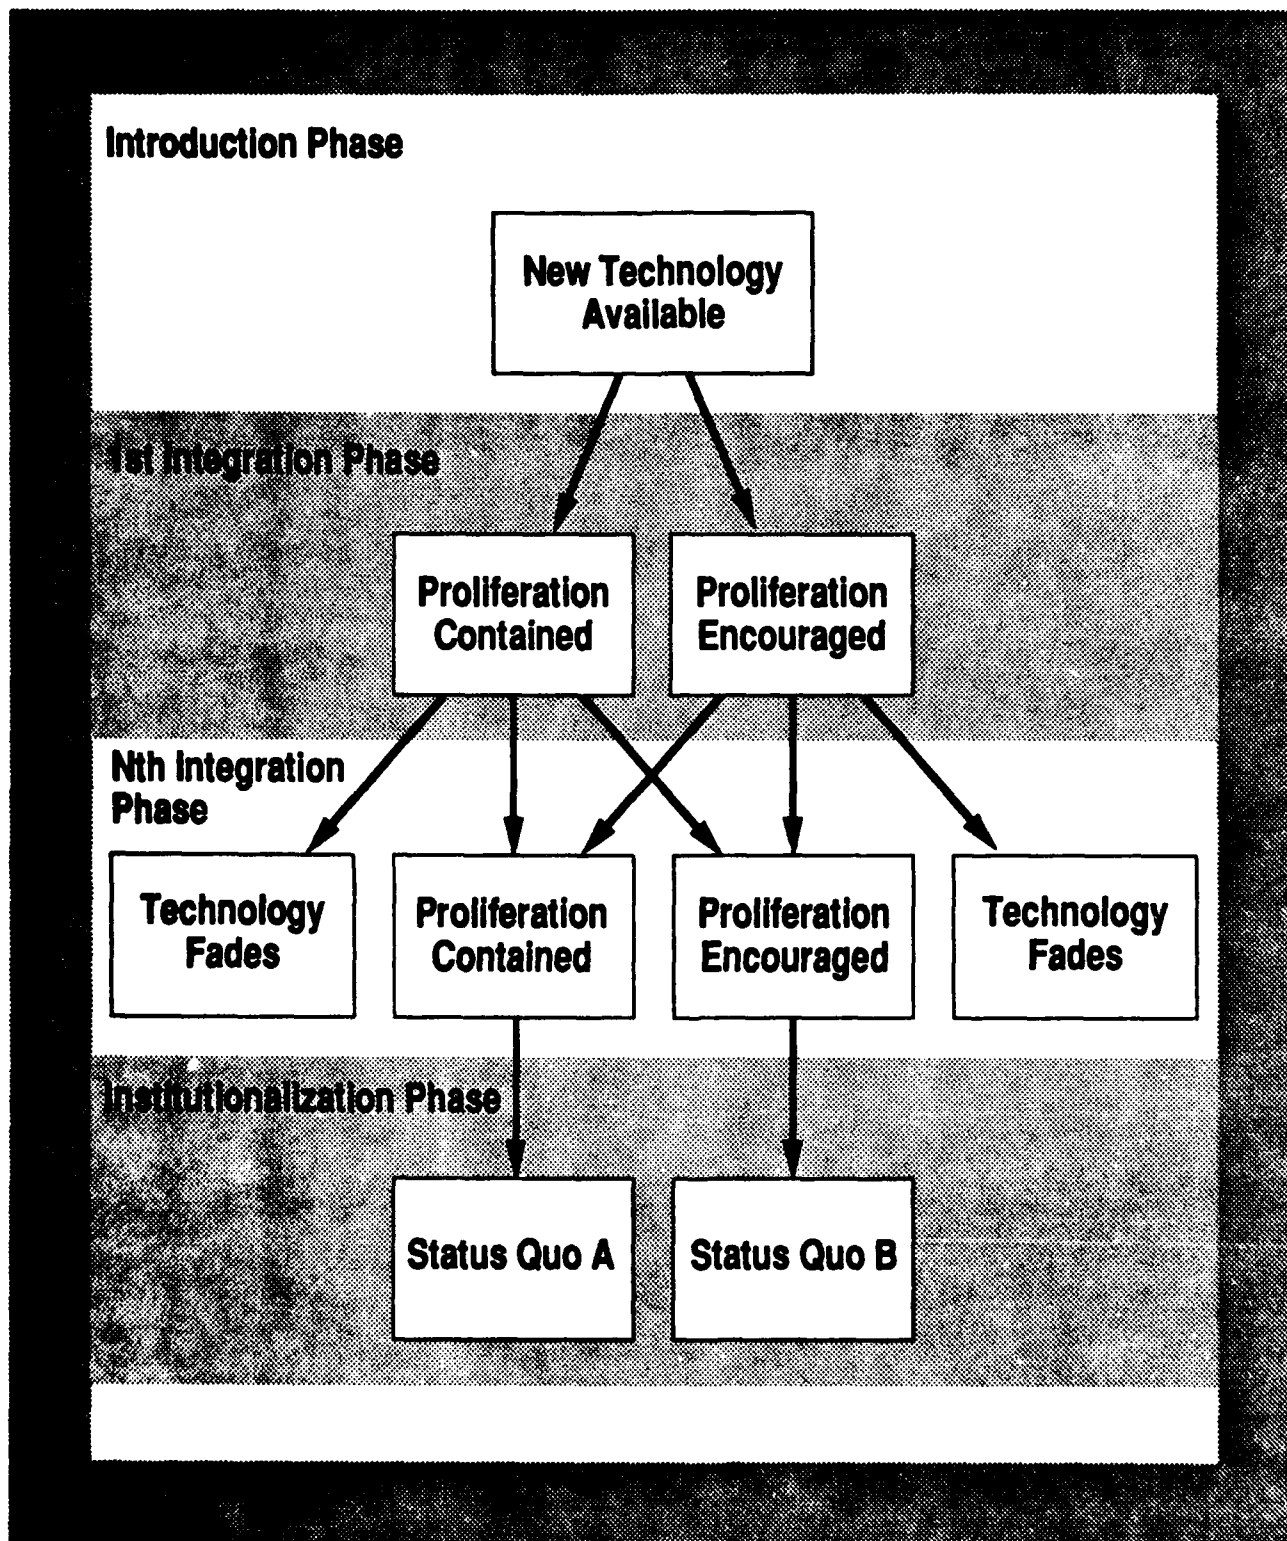 Introduction Phase
New Technology
Available
1st Integration Phase
Proliferation
Contained
Proliferation
Encouraged
Nth Integration
Phase
Technology
Fades
Proliferation
Contained
Proliferation
Encouraged
Technology
Fades
Institutionalization Phase
Status Quo A
Status Quo B